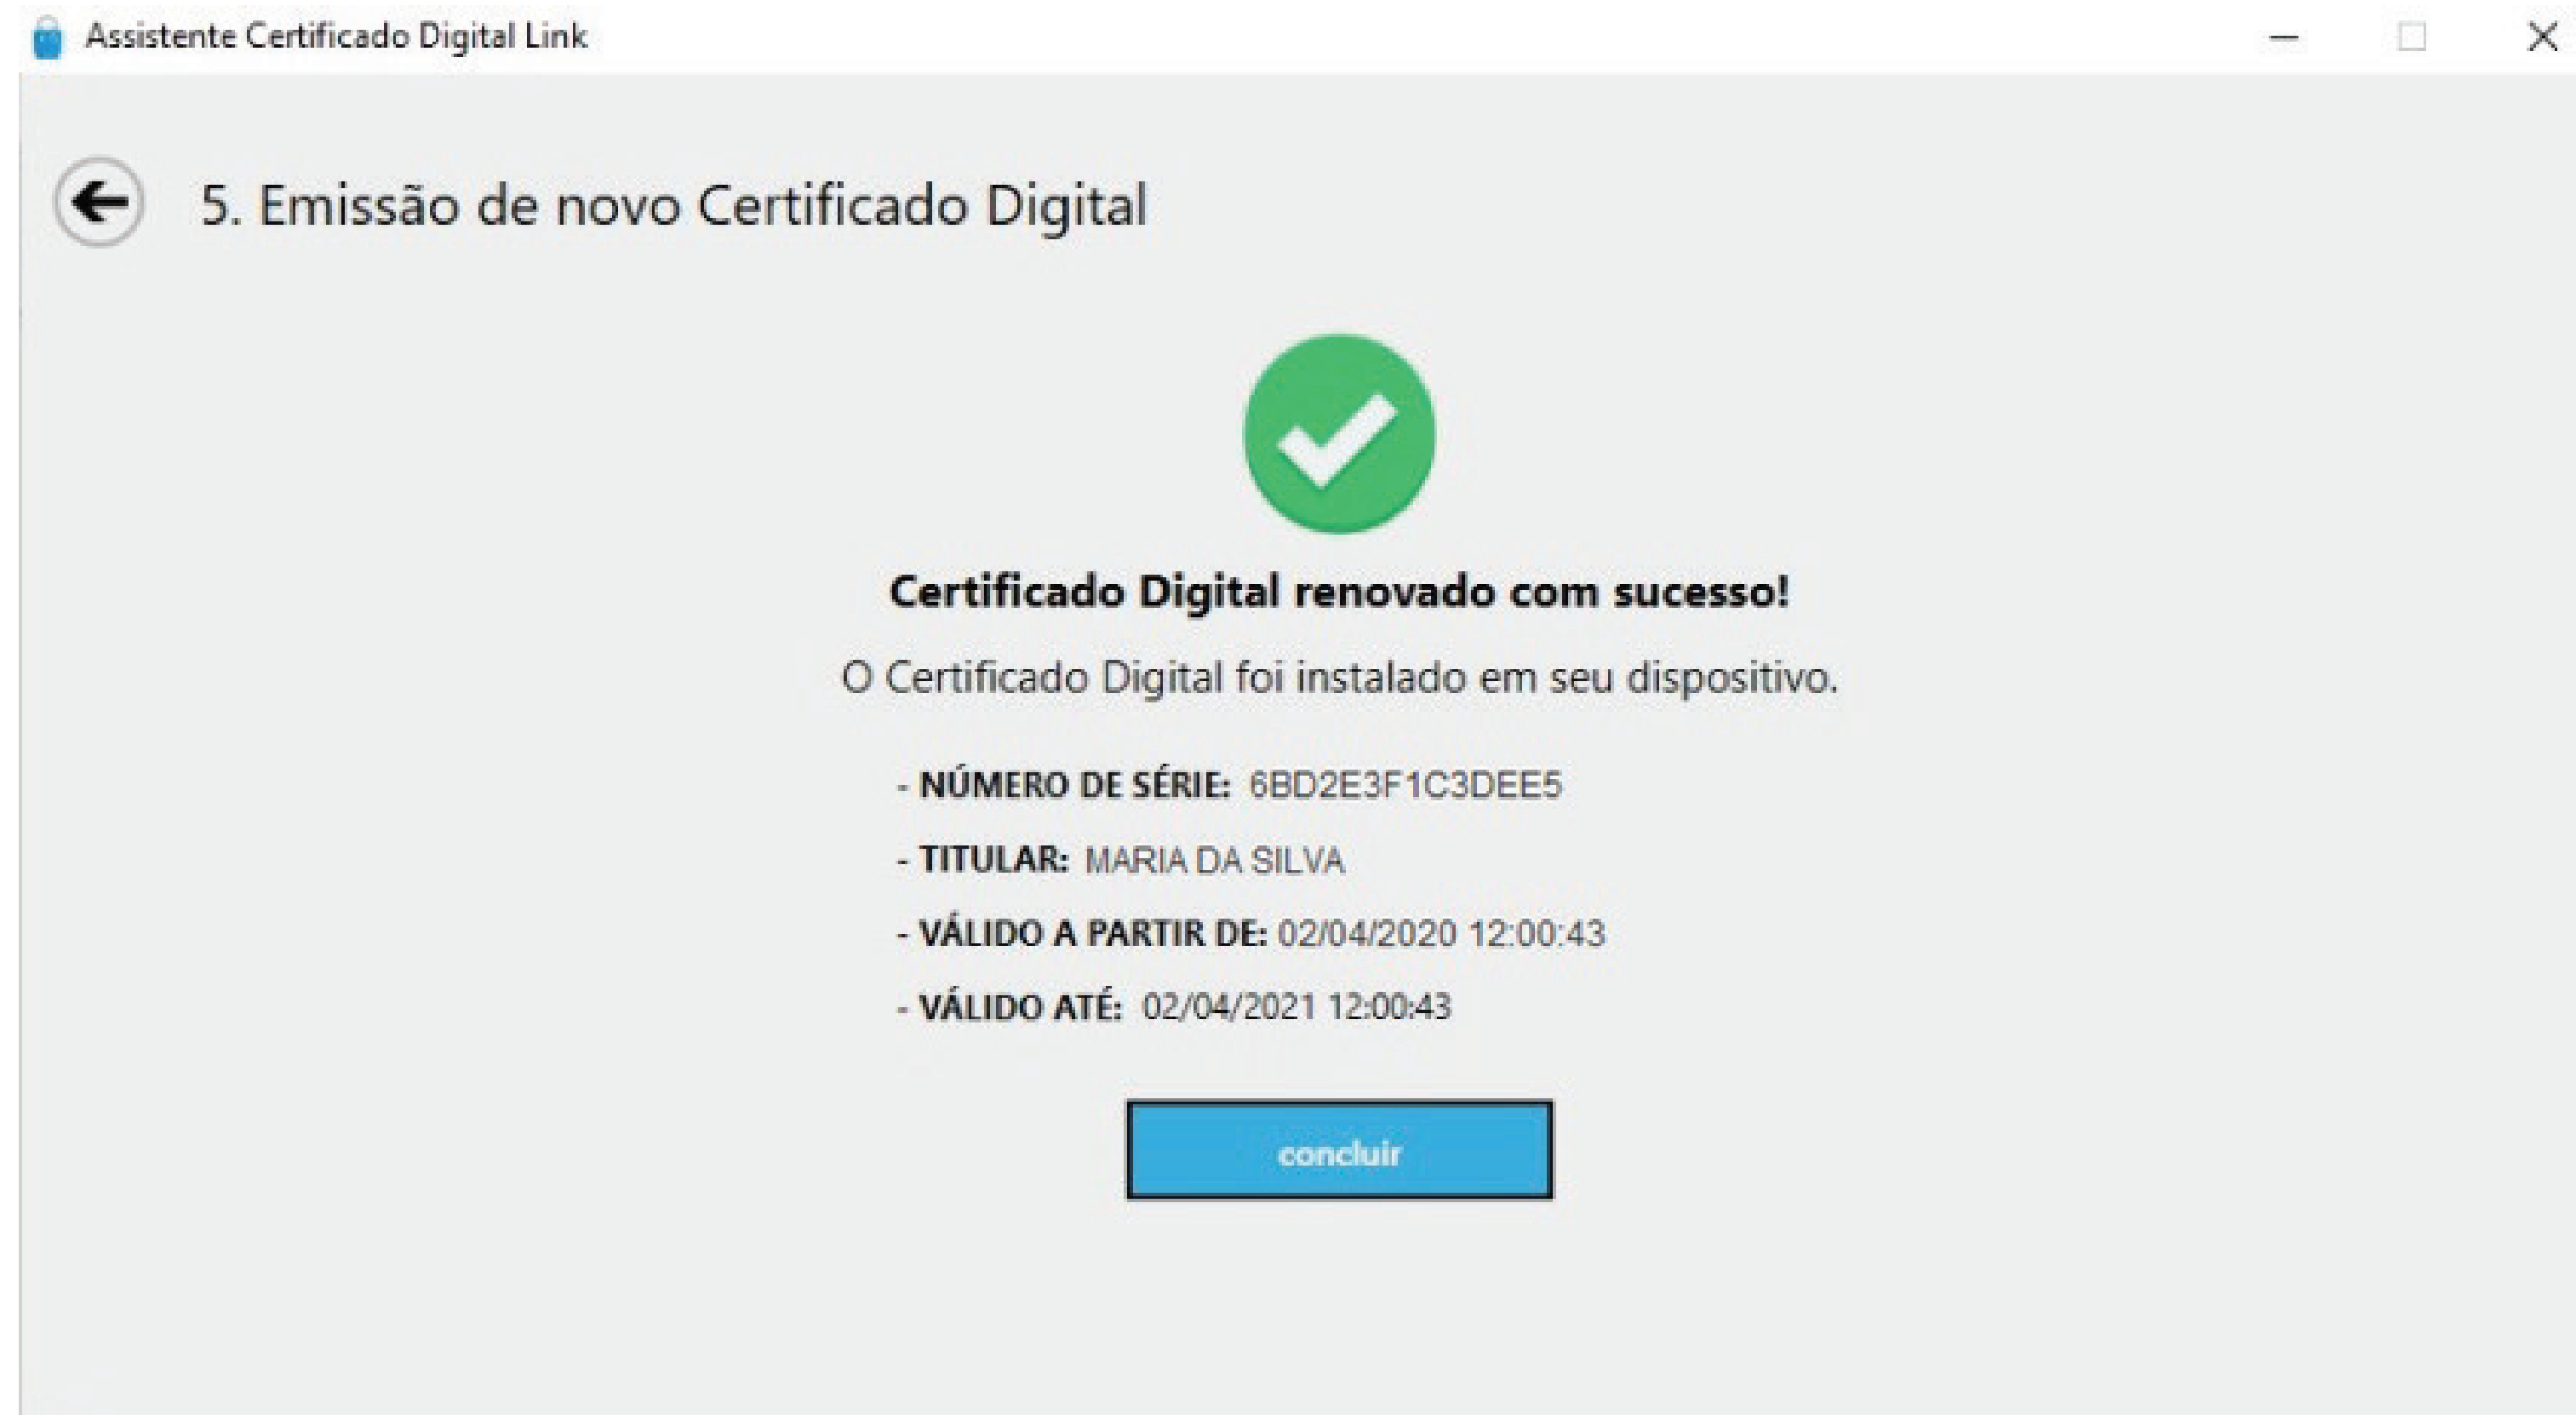 Assistente Certificado Digital Link
5. Emissão de novo Certificado Digital
Certificado Digital renovado com sucesso!
O Certificado Digital foi instalado em seu dispositivo.
- NÚMERO DE SÉRIE: 6BD2E3F1C3DEE5
- TITULAR: MARIA DA SILVA
- VÁLIDO A PARTIR DE: 02/04/2020 12:00:43
- VÁLIDO ATÉ: 02/04/2021 12:00:43
concluir